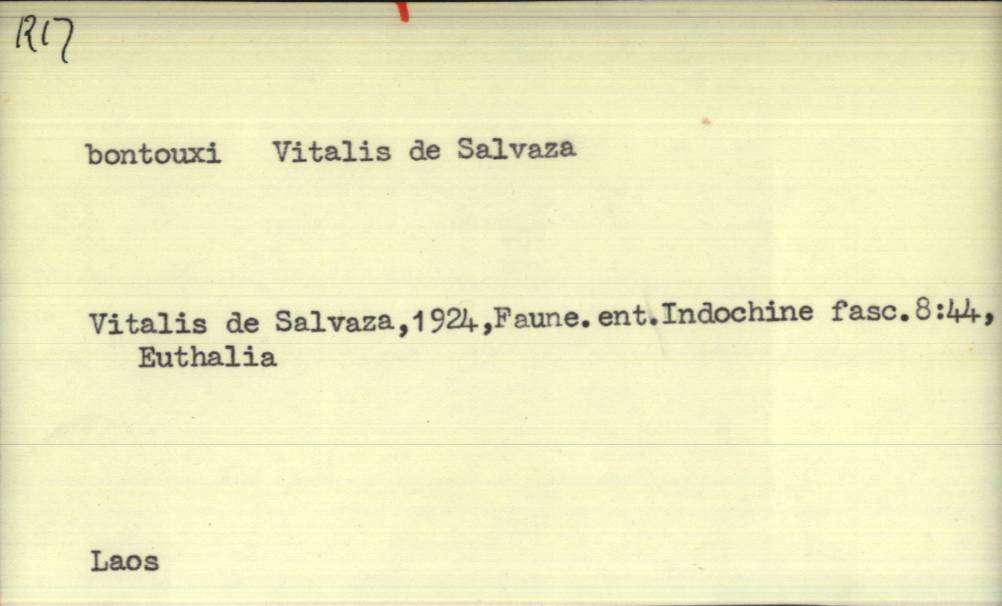 R17
bontouxi Vitalis de Salvaza
Vitalis de Salvaza,1924,Faune.ent.Indochine fasc.8:44,
Euthalia
Laos